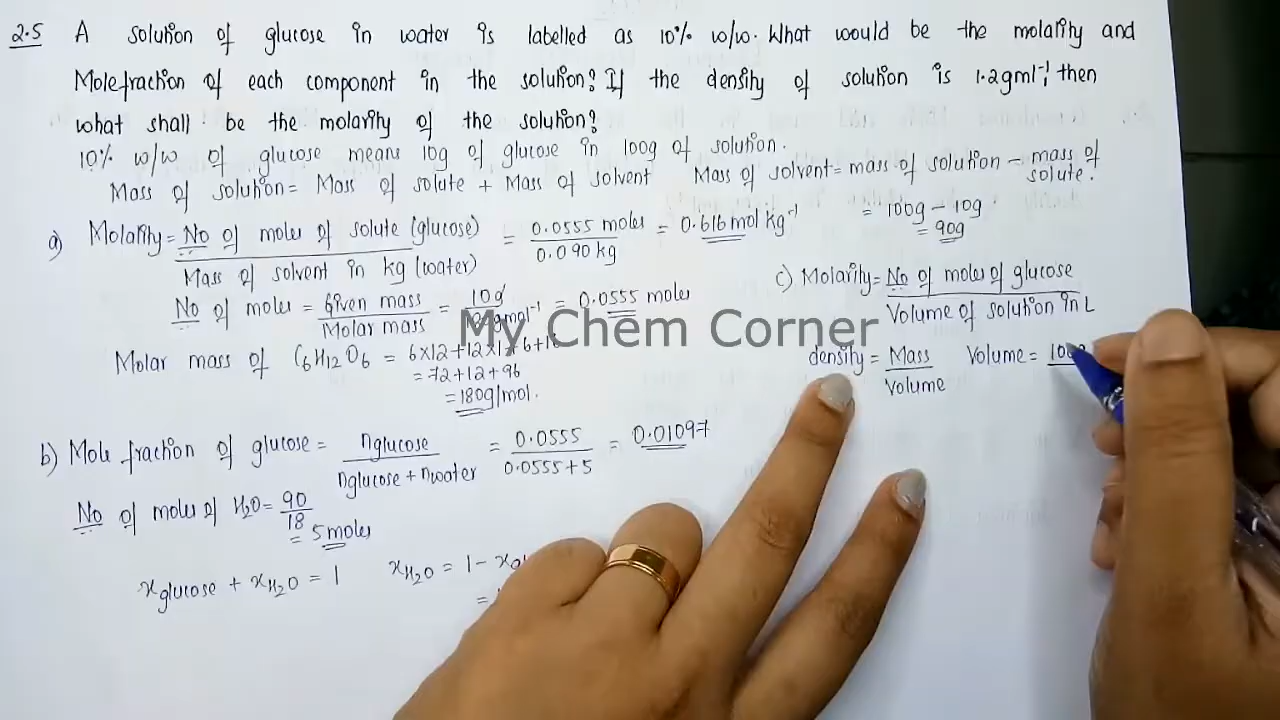 2.5 A solution of glucose in water is labelled as 10% w/w. What would be the molality and
Mole fraction of each component in the solution? If the density of solution is 1.2 g ml⁻¹, then
what shall be the molarity of the solution?
10% w/w of glucose means 10g of glucose in 100g of solution.
Mass of solution = Mass of solute + Mass of solvent
Mass of solvent = mass of solution - mass of solute.
= 100g - 10g
= 90g
a) Molality = No of moles of solute (glucose) / Mass of solvent in kg (water) = 0.0555 moles / 0.090 kg = 0.616 mol kg⁻¹
No of moles = Given mass / Molar mass = 10g / g mol⁻¹ = 0.0555 moles
Molar mass of C₆H₁₂O₆ = 6×12+12×1+6×16
= 72+12+96
= 180g/mol.
b) Mole fraction of glucose = nglucose / nglucose + nwater = 0.0555 / 0.0555+5 = 0.01097
No of moles of H₂O = 90 / 18
= 5 moles
xglucose + xH₂O = 1
xH₂O = 1 -
=
c) Molarity = No of moles of glucose / Volume of solution in L
density = Mass / Volume
Volume =
My Chem Corner